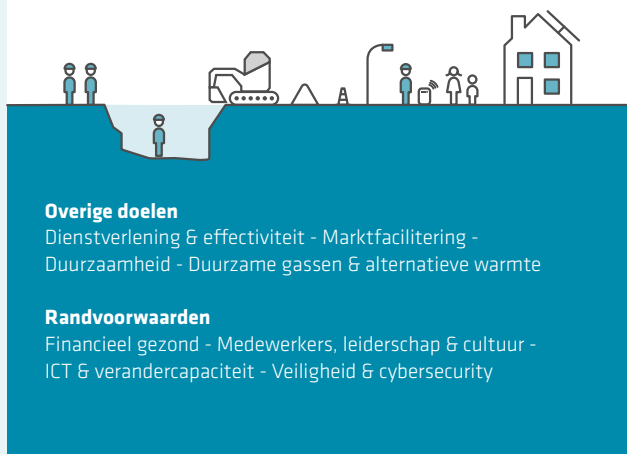 Overige doelen
Dienstverlening & effectiviteit - Marktfacilitering -
Duurzaamheid - Duurzame gassen & alternatieve warmte
Randvoorwaarden
Financieel gezond - Medewerkers, leiderschap & cultuur -
ICT & verandercapaciteit - Veiligheid & cybersecurity